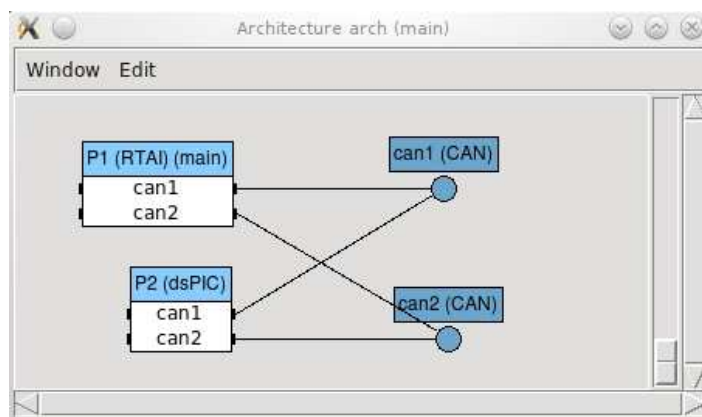 Architecture arch (main)
Window Edit
P1 (RTAI) (main)
can1
can2
can1 (CAN)
P2 (dsPIC)
can1
can2
can2 (CAN)